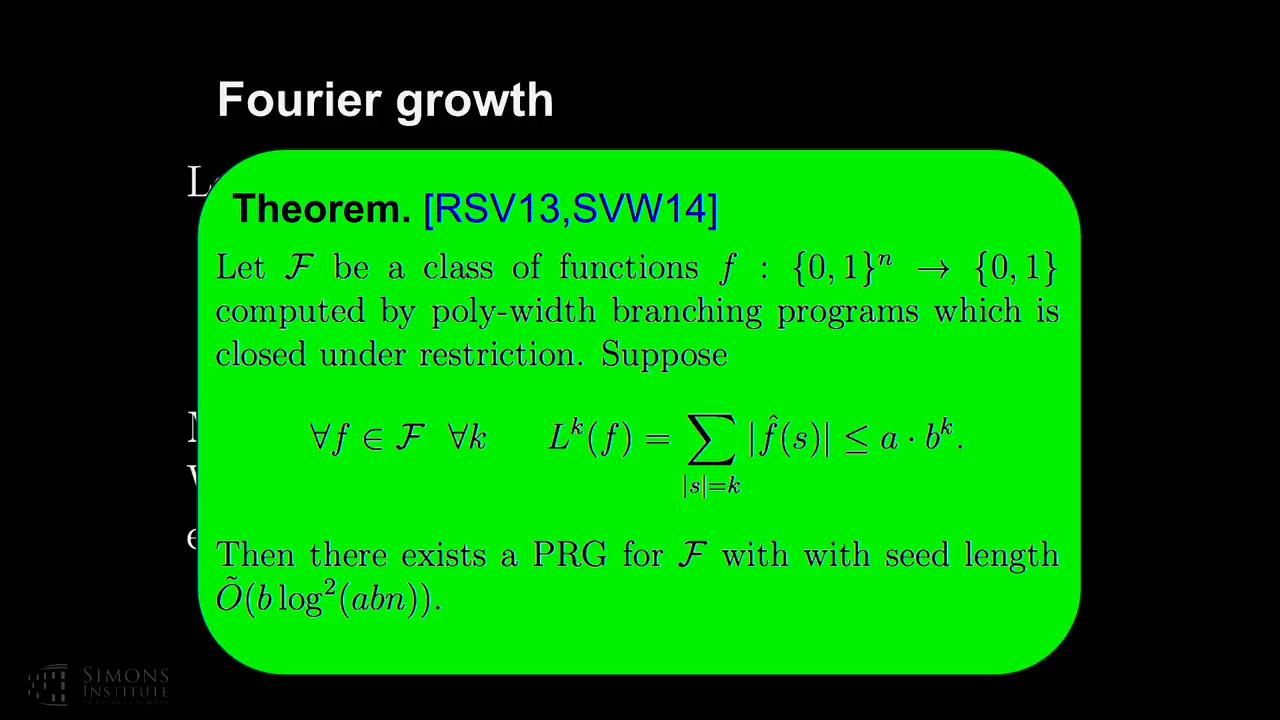 Fourier growth
Theorem. [RSV13,SVW14]
Let ℱ be a class of functions f : {0,1}ⁿ → {0,1}
computed by poly-width branching programs which is
closed under restriction. Suppose
∀f ∈ ℱ ∀k Lᵏ(f) = ∑_{|s|=k} |f̂(s)| ≤ a · bᵏ.
Then there exists a PRG for ℱ with with seed length
Õ(b log²(abn)).
SIMONS
INSTITUTE